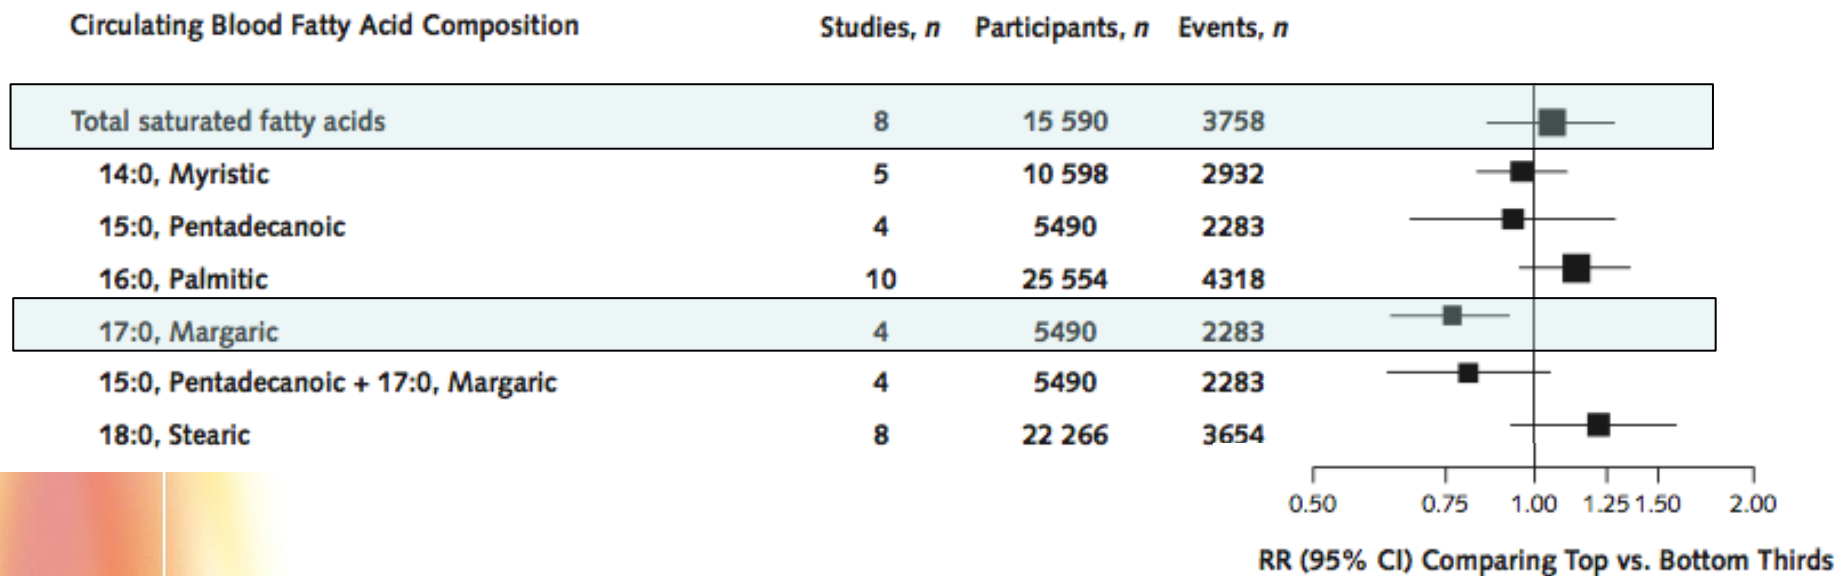 Circulating Blood Fatty Acid Composition Studies, n Participants, n Events, n
Total saturated fatty acids 8 15 590 3758
14:0, Myristic 5 10 598 2932
15:0, Pentadecanoic 4 5490 2283
16:0, Palmitic 10 25 554 4318
17:0, Margaric 4 5490 2283
15:0, Pentadecanoic + 17:0, Margaric 4 5490 2283
18:0, Stearic 8 22 266 3654
0.50 0.75 1.00 1.25 1.50 2.00
RR (95% CI) Comparing Top vs. Bottom Thirds